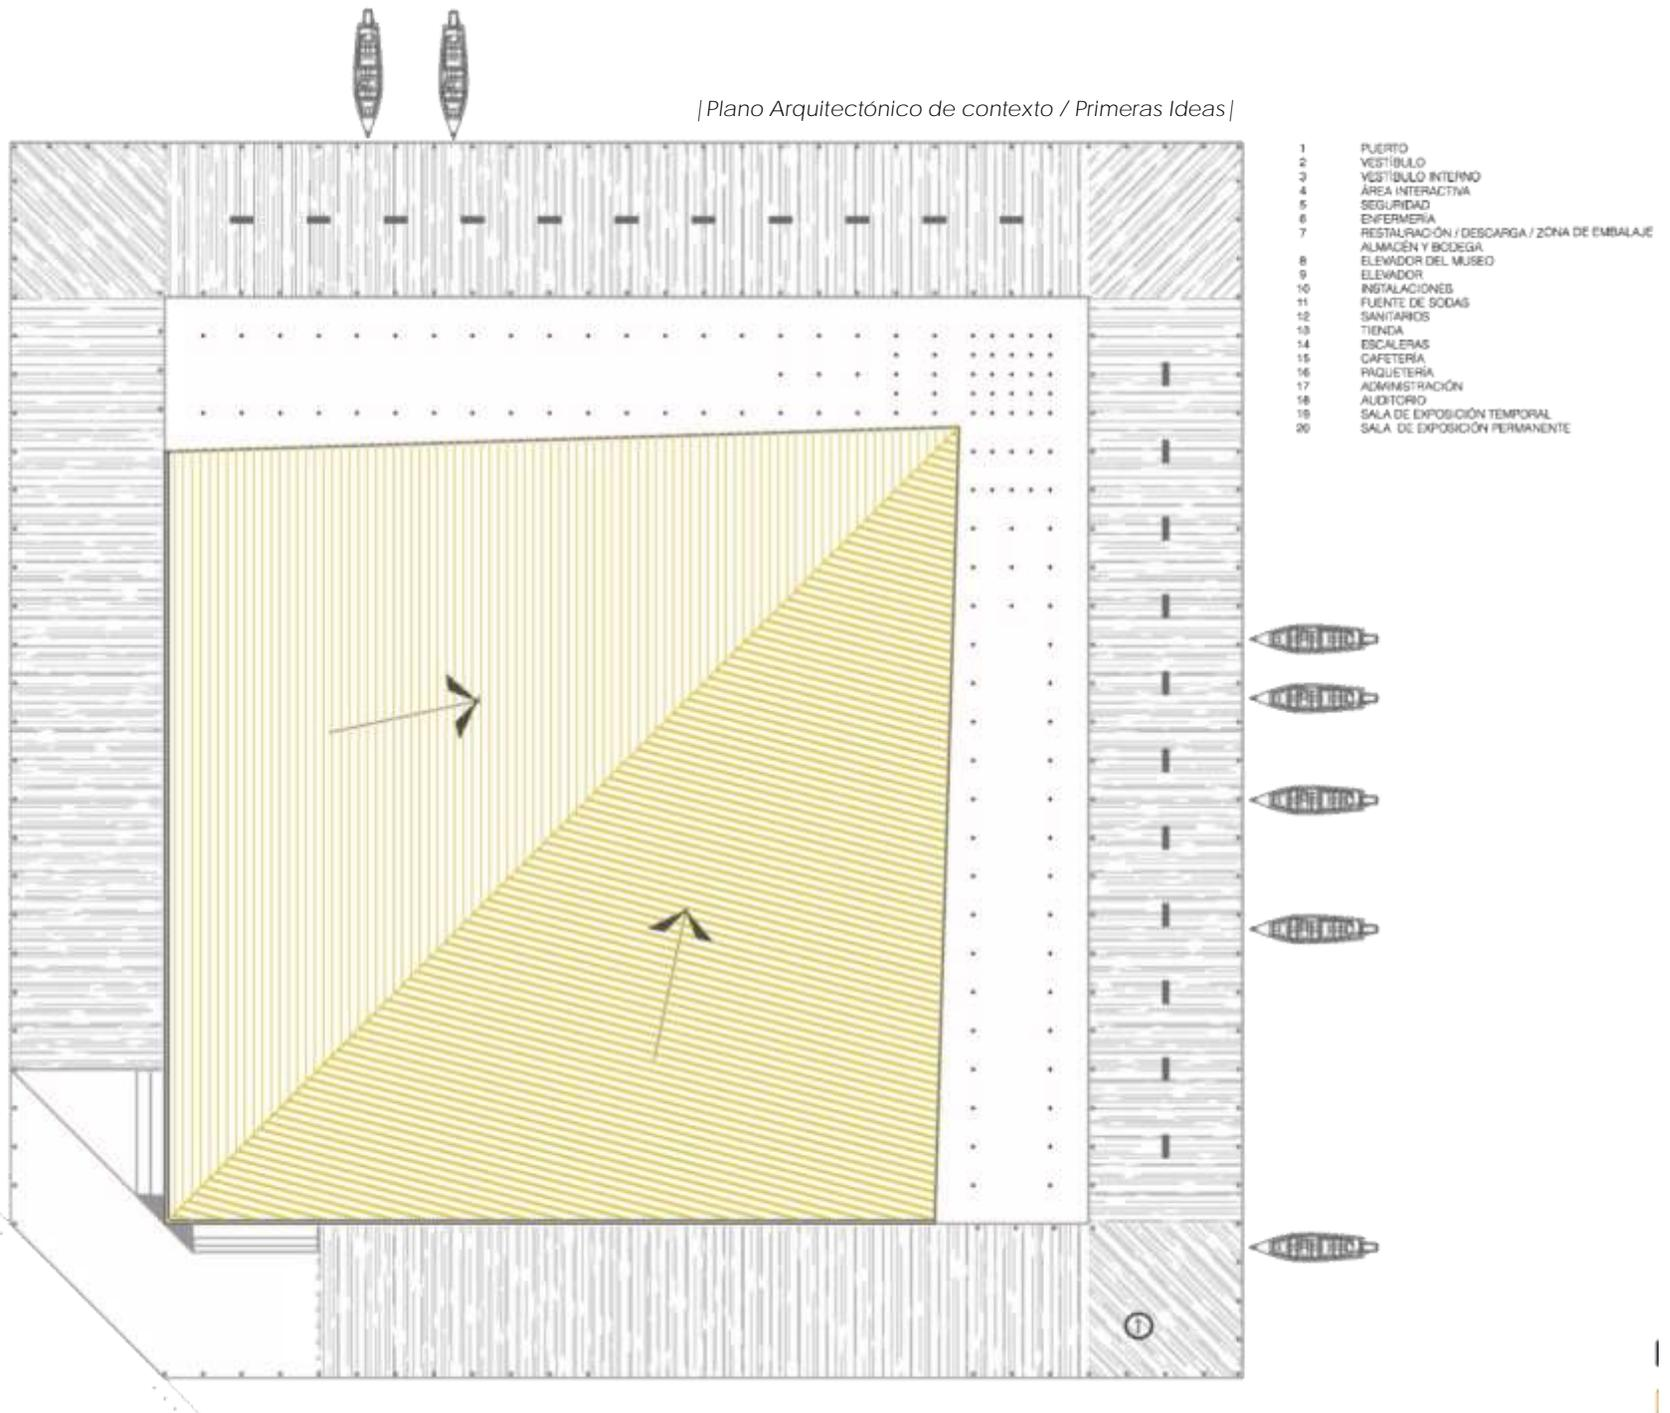 |Plano Arquitectónico de contexto / Primeras Ideas|
1 PUERTO
2 VESTÍBULO
3 VESTÍBULO INTERNO
4 ÁREA INTERACTIVA
5 SEGURIDAD
6 ENFERMERÍA
7 RESTAURACIÓN / DESCARGA / ZONA DE EMBALAJE
ALMACÉN Y BODEGA
8 ELEVADOR DEL MUSEO
9 ELEVADOR
10 INSTALACIONES
11 FUENTE DE SODAS
12 SANITARIOS
13 TIENDA
14 ESCALERAS
15 CAFETERÍA
16 PAQUETERÍA
17 ADMINISTRACIÓN
18 AUDITORIO
19 SALA DE EXPOSICIÓN TEMPORAL
20 SALA DE EXPOSICIÓN PERMANENTE
1